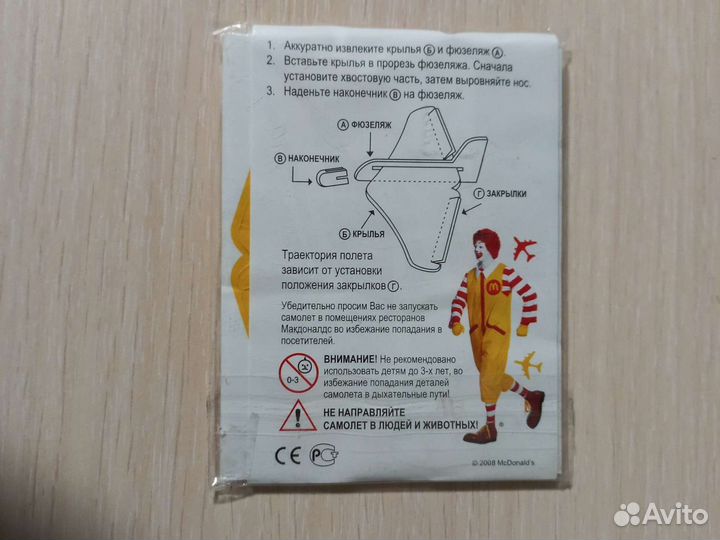 1. Аккуратно извлеките крылья Б и фюзеляж А.
2. Вставьте крылья в прорезь фюзеляжа. Сначала
установите хвостовую часть, затем выровняйте нос.
3. Наденьте наконечник В на фюзеляж.
А ФЮЗЕЛЯЖ
В НАКОНЕЧНИК
Г ЗАКРЫЛКИ
Б КРЫЛЬЯ
Траектория полета
зависит от установки
положения закрылков Г.
Убедительно просим Вас не запускать
самолет в помещениях ресторанов
Макдоналдс во избежание попадания в
посетителей.
ВНИМАНИЕ! Не рекомендовано
использовать детям до 3-х лет, во
избежание попадания деталей
самолета в дыхательные пути!
0-3
НЕ НАПРАВЛЯЙТЕ
САМОЛЕТ В ЛЮДЕЙ И ЖИВОТНЫХ!
CE
®
© 2008 McDonald's
Avito